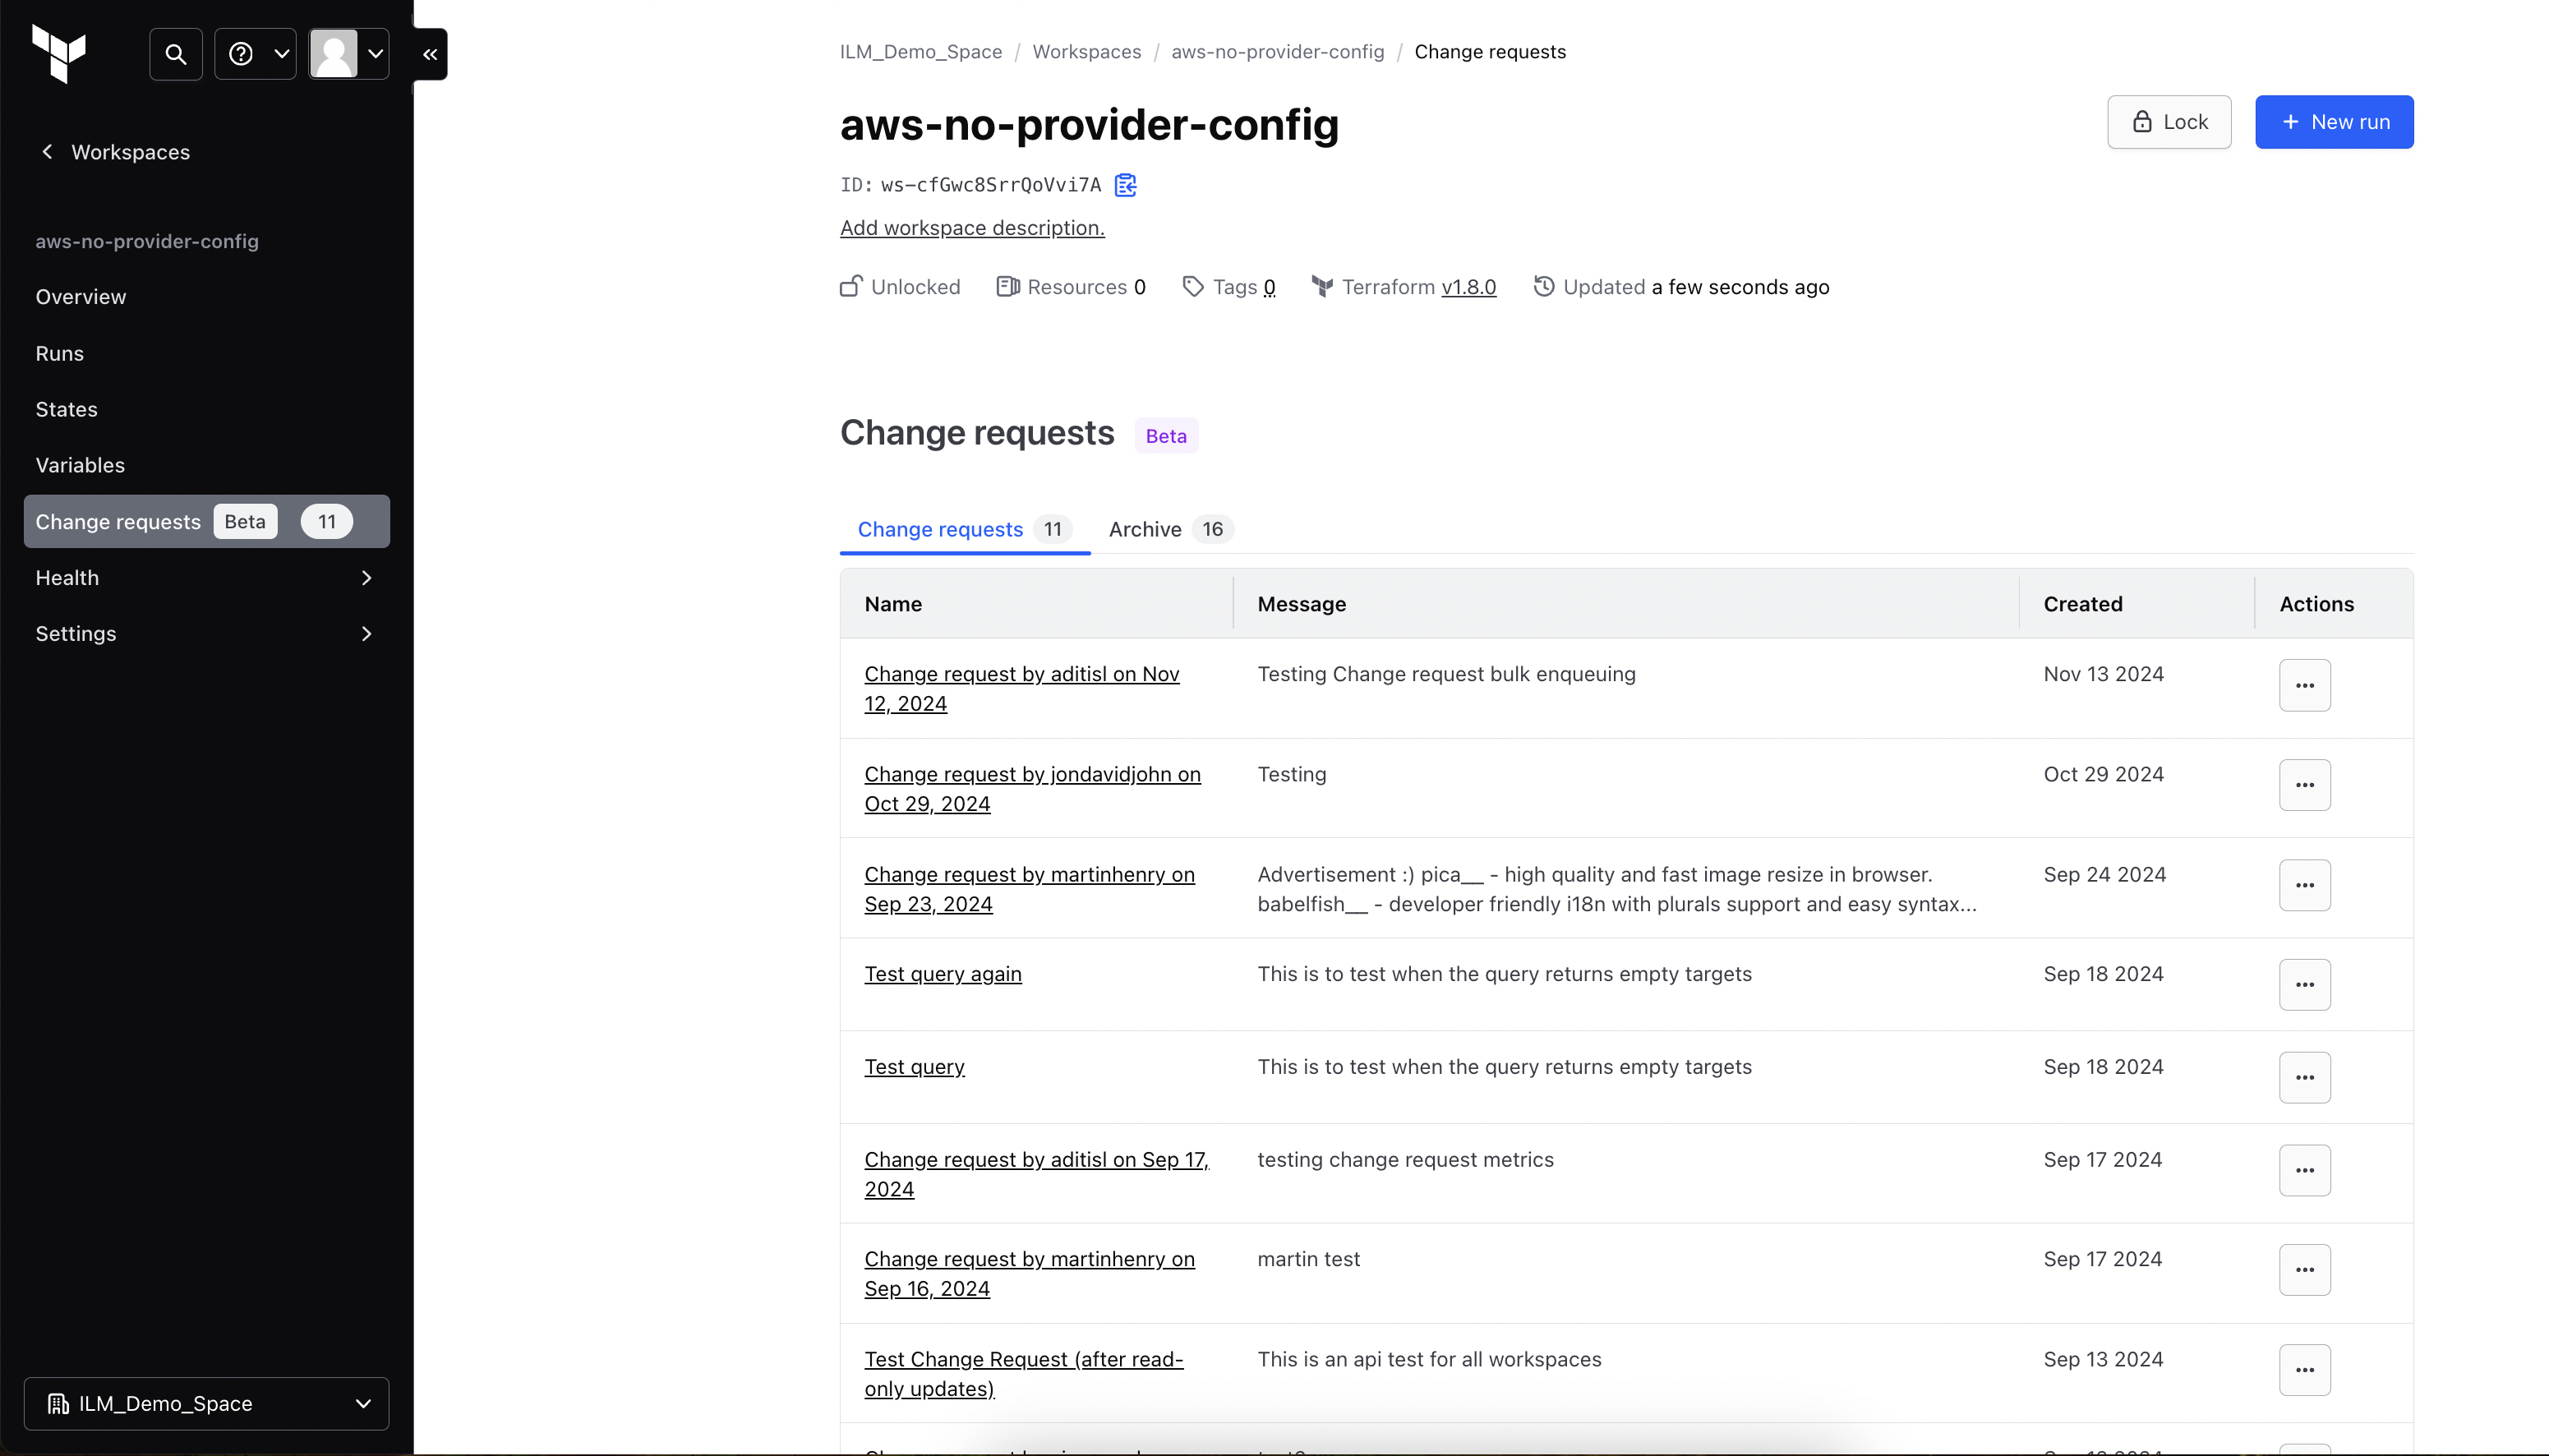 ILM_Demo_Space / Workspaces / aws-no-provider-config / Change requests
Workspaces
aws-no-provider-config
Overview
Runs
States
Variables
Change requests Beta 11
Health
Settings
ILM_Demo_Space
aws-no-provider-config
Lock
+ New run
ID: ws-cfGwc8SrrQoVvi7A
Add workspace description.
Unlocked Resources 0 Tags 0 Terraform v1.8.0 Updated a few seconds ago
Change requests Beta
Change requests 11 Archive 16
Name Message Created Actions
Change request by aditisl on Nov
12, 2024
Testing Change request bulk enqueuing
Nov 13 2024
Change request by jondavidjohn on
Oct 29, 2024
Testing
Oct 29 2024
Change request by martinhenry on
Sep 23, 2024
Advertisement :) pica__ - high quality and fast image resize in browser.
babelfish__ - developer friendly i18n with plurals support and easy syntax...
Sep 24 2024
Test query again
This is to test when the query returns empty targets
Sep 18 2024
Test query
This is to test when the query returns empty targets
Sep 18 2024
Change request by aditisl on Sep 17,
2024
testing change request metrics
Sep 17 2024
Change request by martinhenry on
Sep 16, 2024
martin test
Sep 17 2024
Test Change Request (after read-
only updates)
This is an api test for all workspaces
Sep 13 2024